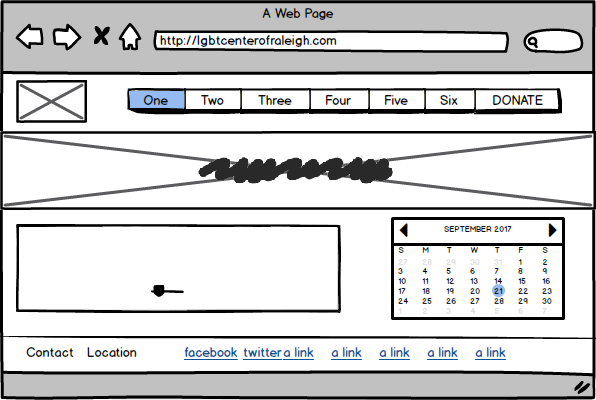 A Web Page
http://lgbtcenterofraleigh.com
One Two Three Four Five Six DONATE
SEPTEMBER 2017
S M T W T F S
27 28 29 30 31 1 2
3 4 5 6 7 8 9
10 11 12 13 14 15 16
17 18 19 20 21 22 23
24 25 26 27 28 29 30
1 2 3 4 5 6 7
Contact Location facebook twitter a link a link a link a link a link